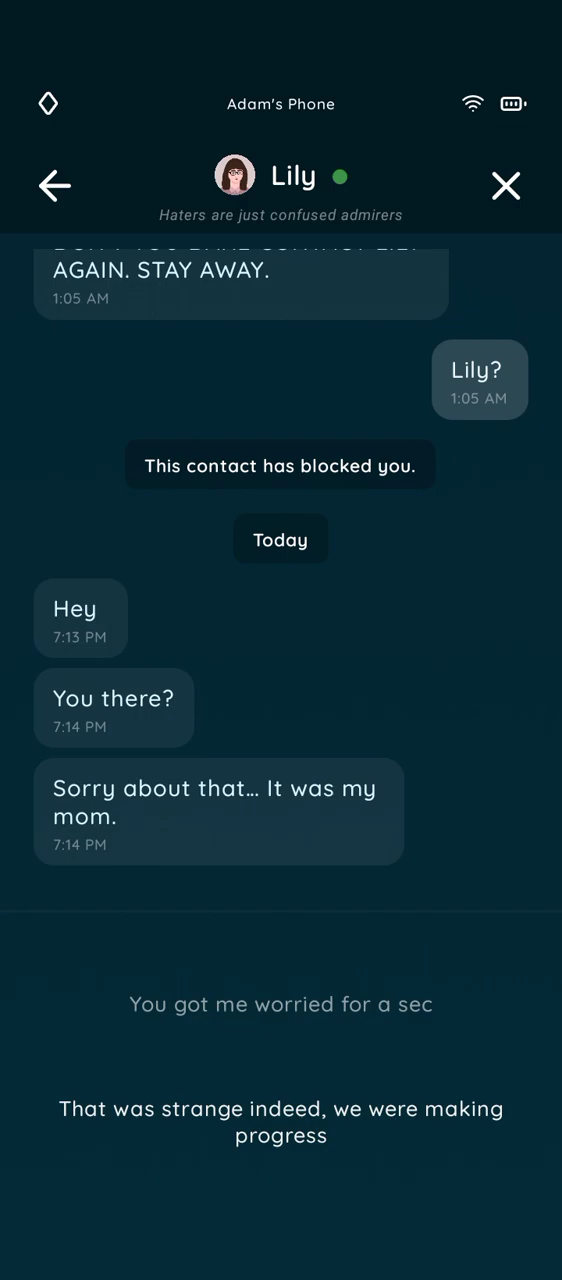 Adam's Phone
Lily
Haters are just confused admirers
AGAIN. STAY AWAY.
1:05 AM
Lily?
1:05 AM
This contact has blocked you.
Today
Hey
7:13 PM
You there?
7:14 PM
Sorry about that... It was my
mom.
7:14 PM
You got me worried for a sec
That was strange indeed, we were making
progress